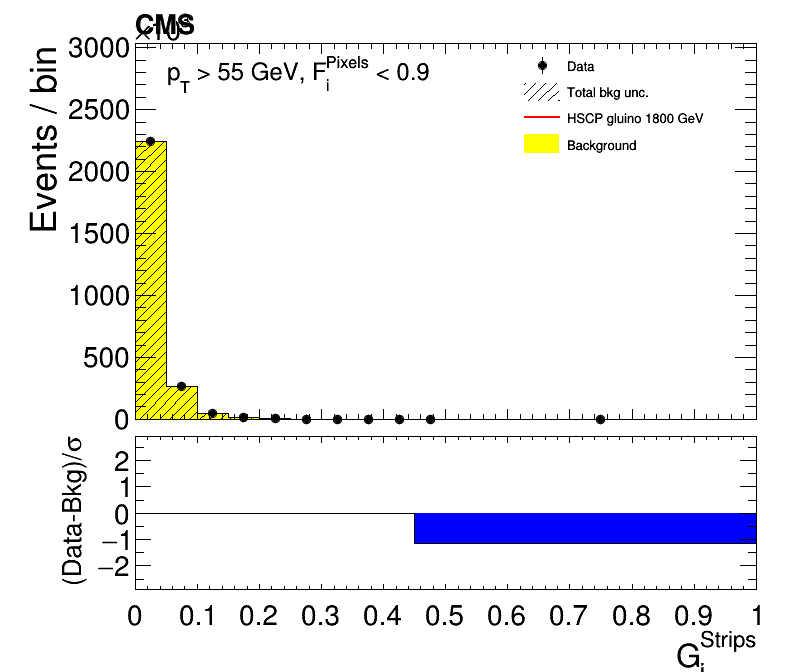 CMS
×10³
3000
2500
2000
1500
1000
500
0
Events / bin
p_T > 55 GeV, F_i^Pixels < 0.9
Data
Total bkg unc.
HSCP gluino 1800 GeV
Background
2
1
0
−1
−2
(Data-Bkg)/σ
0 0.1 0.2 0.3 0.4 0.5 0.6 0.7 0.8 0.9 1
G_i^Strips